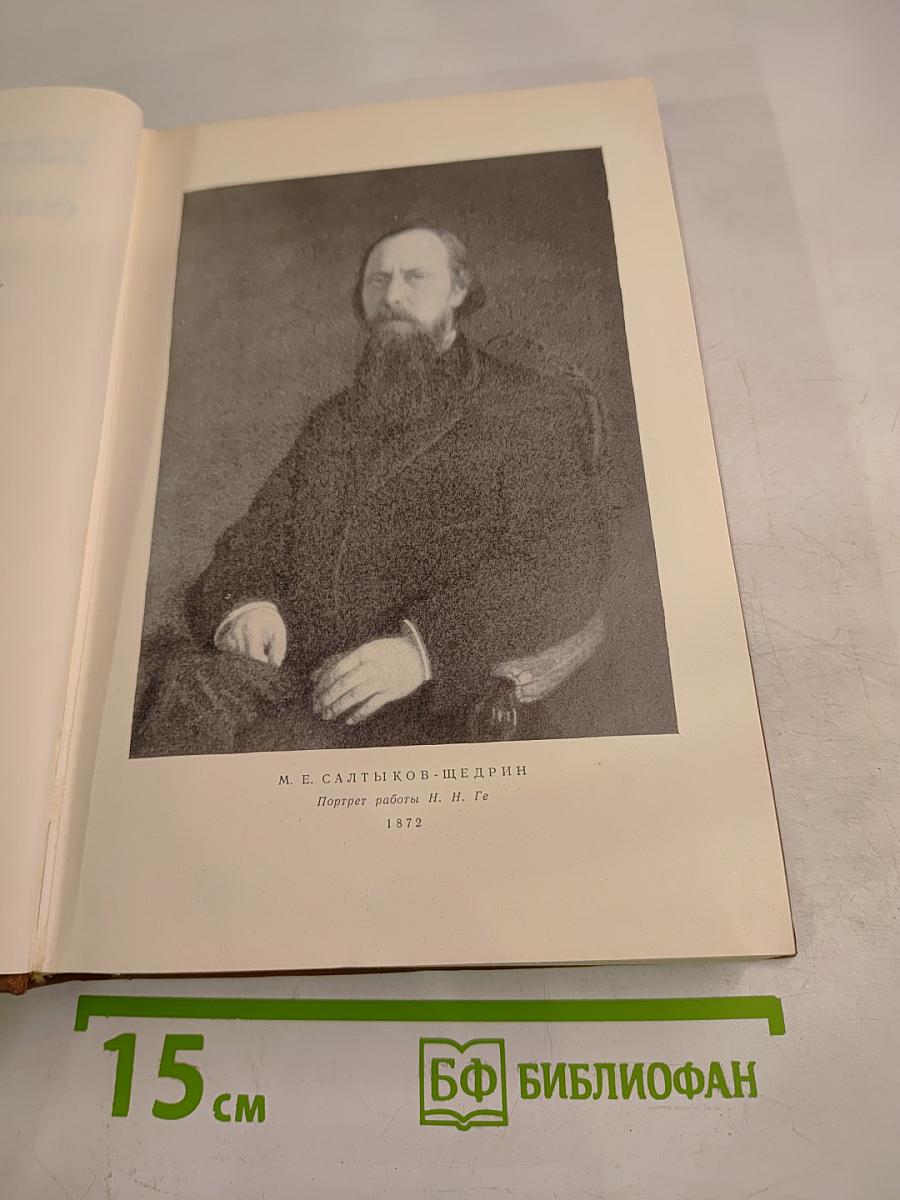 М. Е. САЛТЫКОВ-ЩЕДРИН
Портрет работы Н. Н. Ге
1872
15 см
БФ БИБЛИОФАН